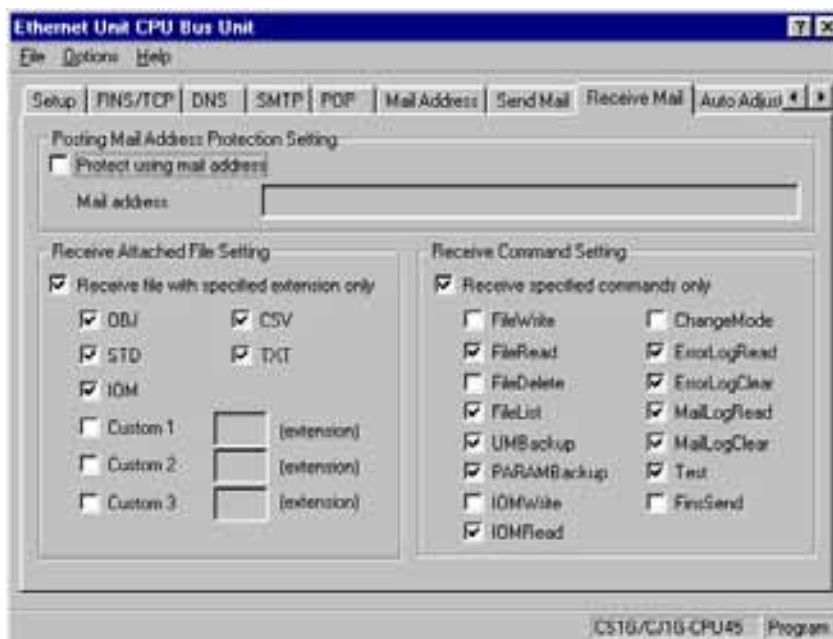 Ethernet Unit CPU Bus Unit
File Options Help
Setup FINS/TCP DNS SMTP POP Mail Address Send Mail Receive Mail Auto Adjust
Posting Mail Address Protection Setting
Protect using mail address
Mail address
Receive Attached File Setting
Receive file with specified extension only
OBJ CSV
STD TXT
IOM
Custom 1 (extension)
Custom 2 (extension)
Custom 3 (extension)
Receive Command Setting
Receive specified commands only
FileWrite ChangeMode
FileRead ErrorLogRead
FileDelete ErrorLogClear
FileList MailLogRead
UMBackup MailLogClear
PARAMBackup Test
IOMWrite FinsSend
IOMRead
CS1G/CJ1G-CPU45 Program